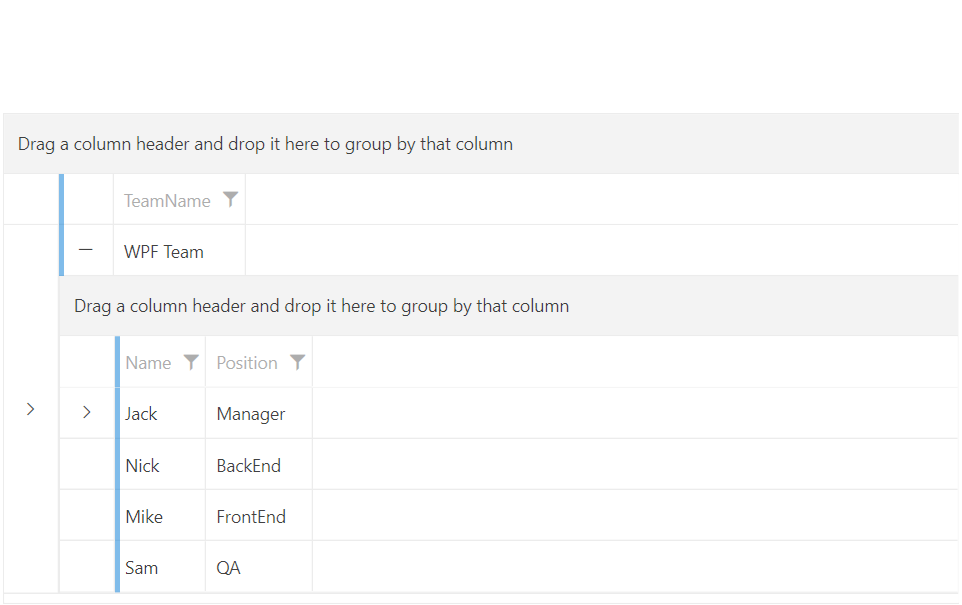 Drag a column header and drop it here to group by that column
TeamName
WPF Team
Drag a column header and drop it here to group by that column
Name Position
Jack Manager
Nick BackEnd
Mike FrontEnd
Sam QA